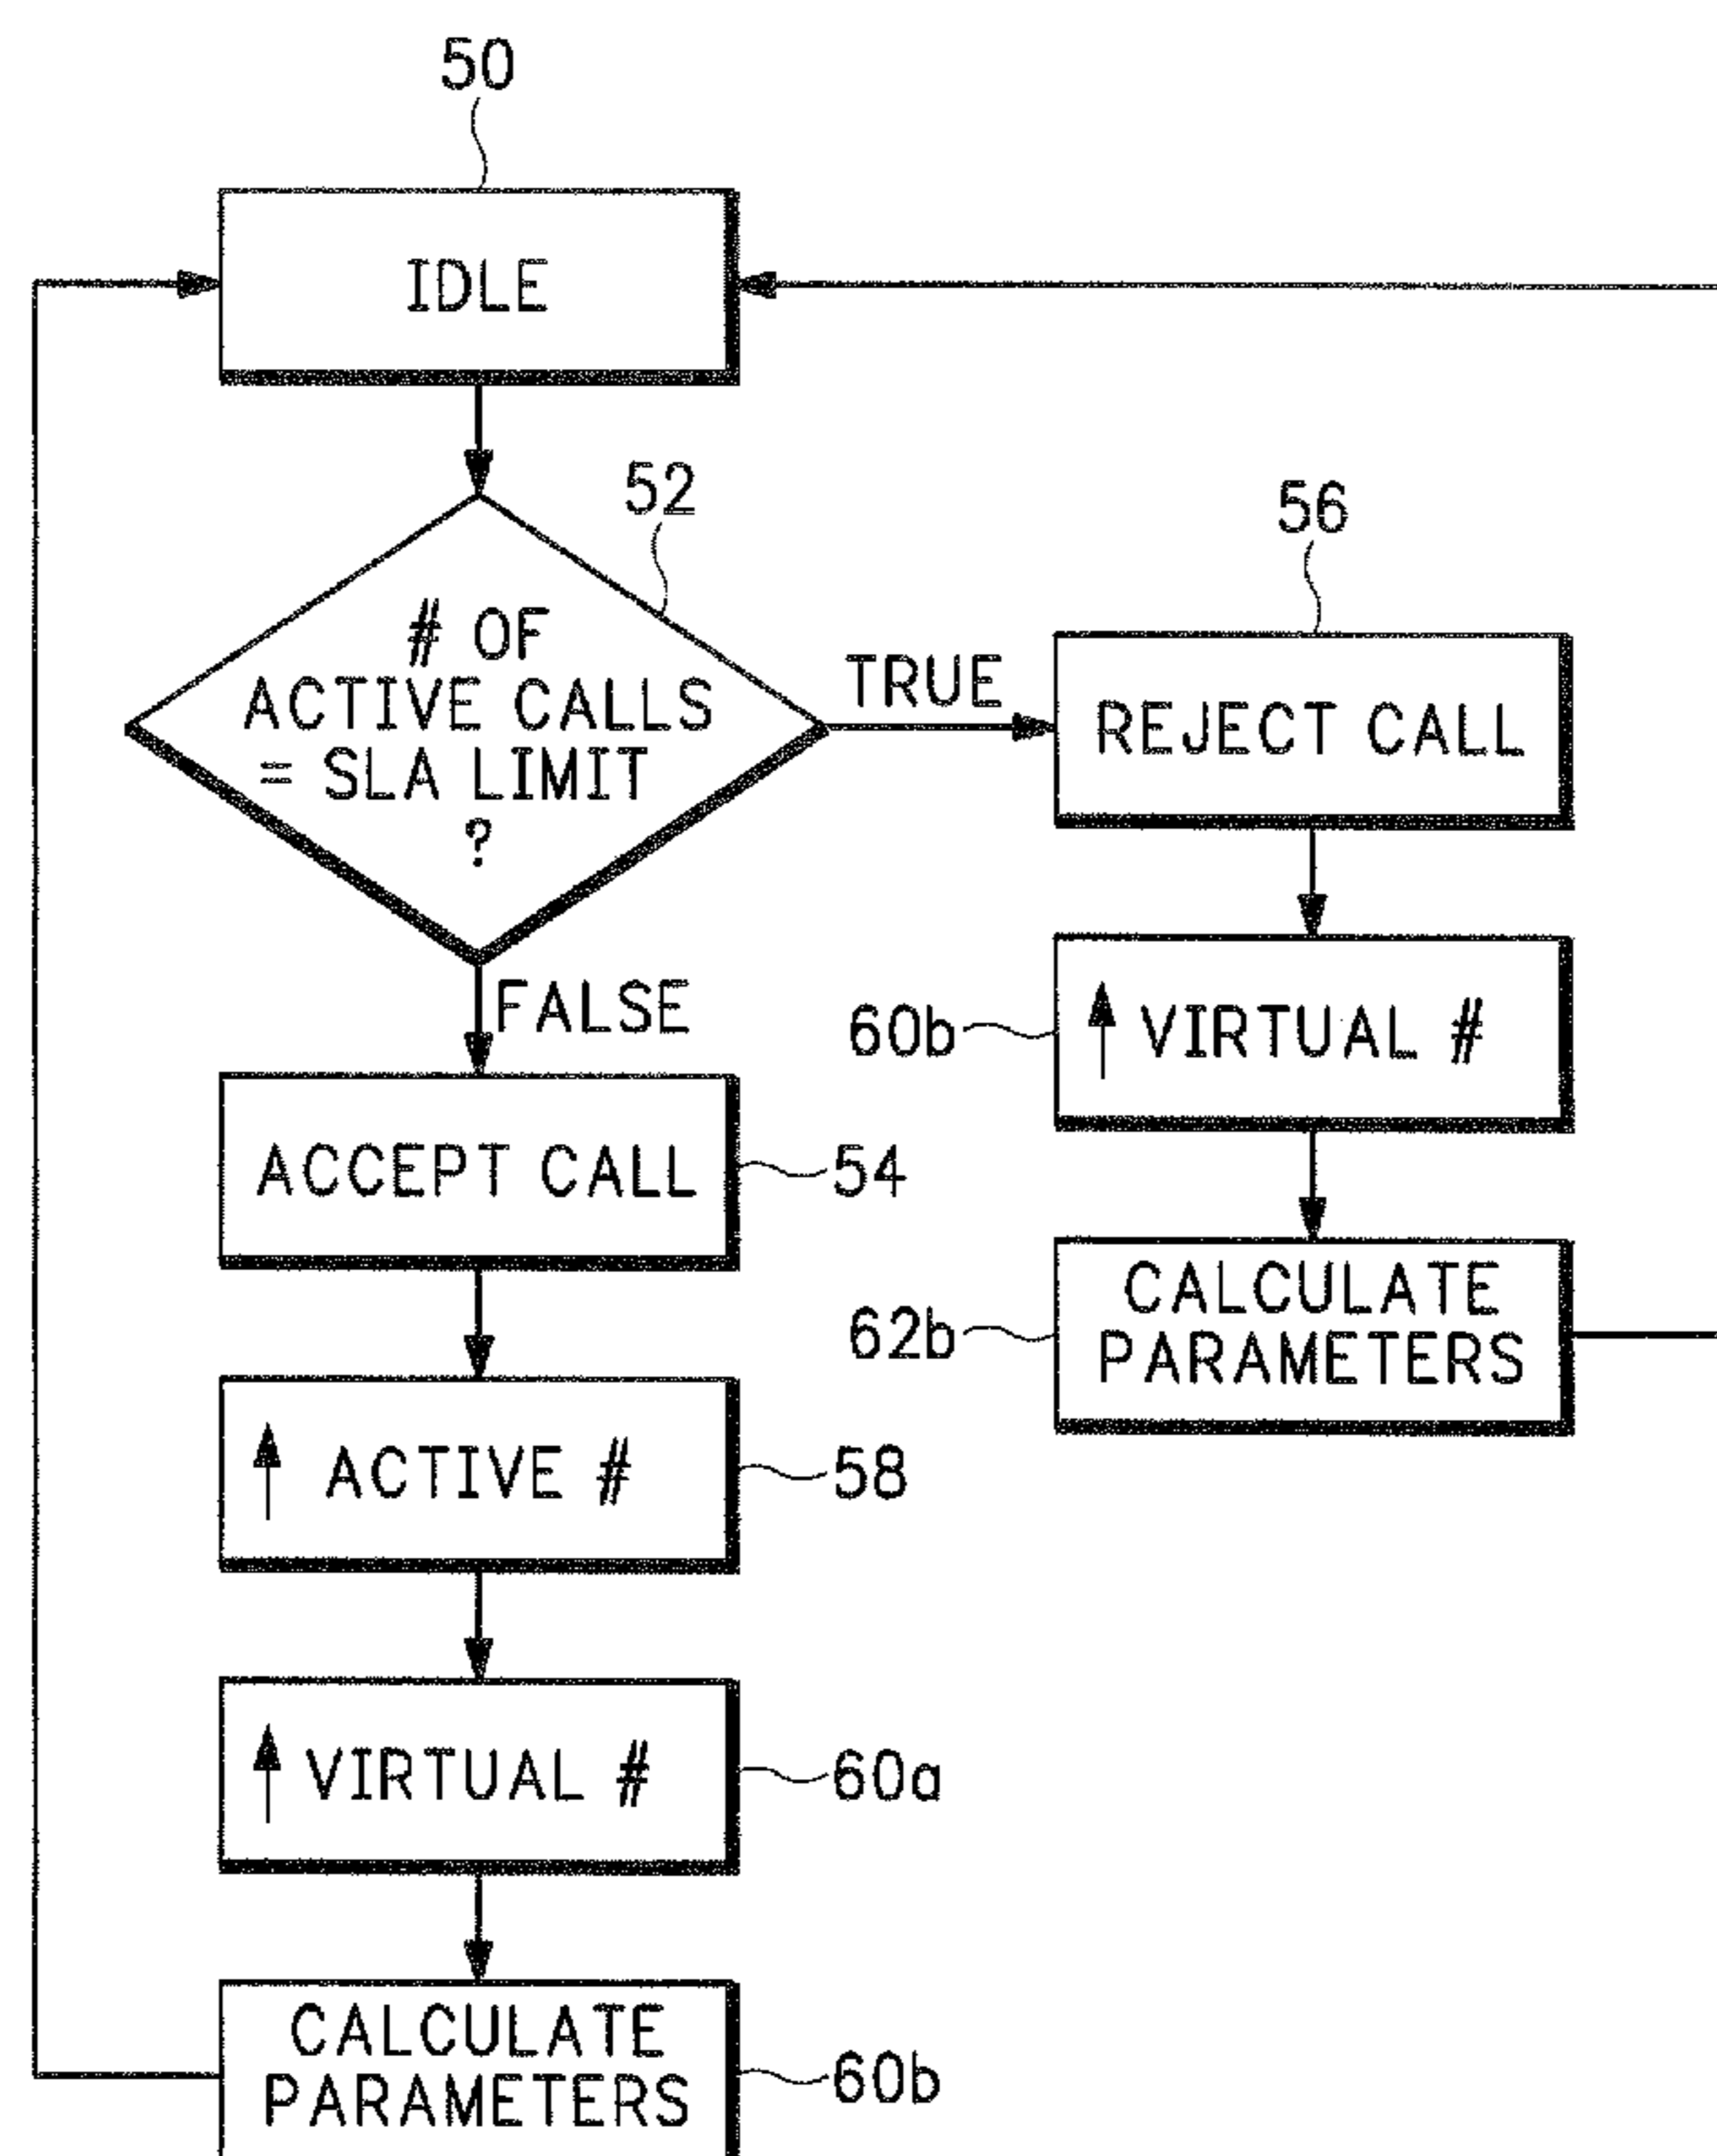 50
IDLE
52
# OF
ACTIVE CALLS
= SLA LIMIT
?
TRUE
56
REJECT CALL
FALSE
60b
↑ VIRTUAL #
ACCEPT CALL
54
62b
CALCULATE
PARAMETERS
↑ ACTIVE #
58
↑ VIRTUAL #
60a
CALCULATE
PARAMETERS
60b